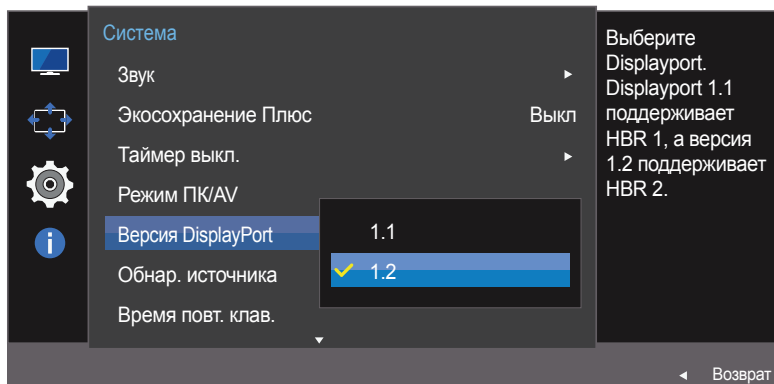 Система
Звук
Экосохранение Плюс Выкл
Таймер выкл.
Режим ПК/AV
Версия DisplayPort
Обнар. источника
Время повт. клав.
1.1
1.2
Выберите
Displayport.
Displayport 1.1
поддерживает
HBR 1, а версия
1.2 поддерживает
HBR 2.
Возврат